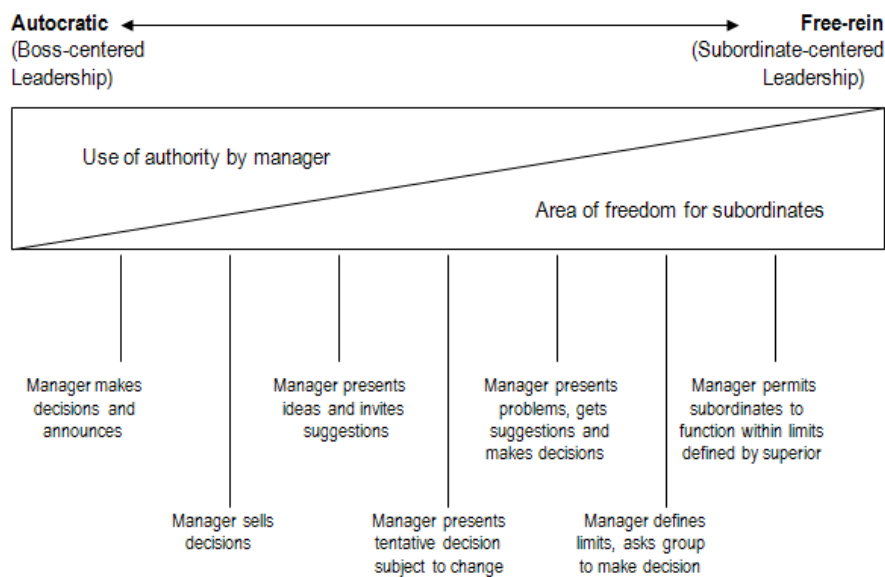 Autocratic
(Boss-centered
Leadership)
Free-rein
(Subordinate-centered
Leadership)
Use of authority by manager
Area of freedom for subordinates
Manager makes
decisions and
announces
Manager sells
decisions
Manager presents
ideas and invites
suggestions
Manager presents
tentative decision
subject to change
Manager presents
problems, gets
suggestions and
makes decisions
Manager defines
limits, asks group
to make decision
Manager permits
subordinates to
function within limits
defined by superior